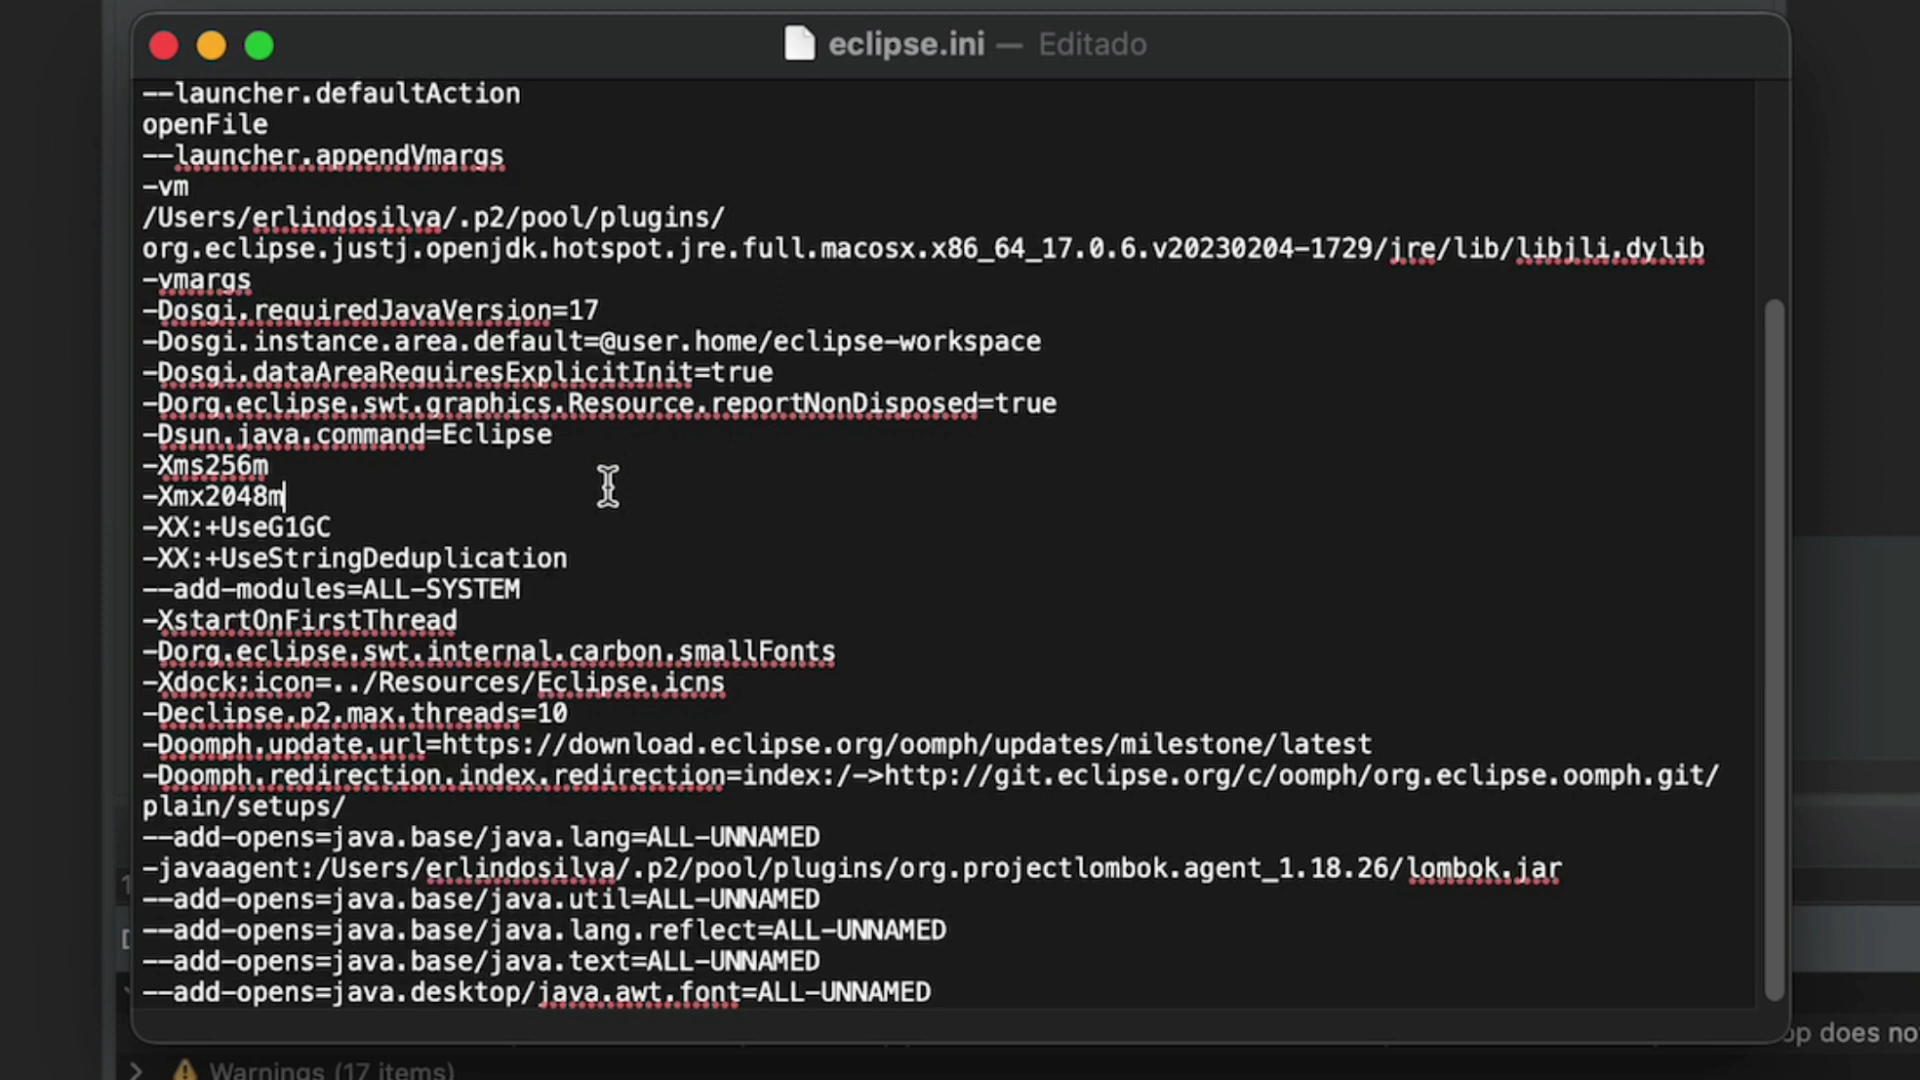 eclipse.ini — Editado
--launcher.defaultAction
openFile
--launcher.appendVmargs
-vm
/Users/erlindosilva/.p2/pool/plugins/
org.eclipse.justj.openjdk.hotspot.jre.full.macosx.x86_64_17.0.6.v20230204-1729/jre/lib/libjli.dylib
-vmargs
-Dosgi.requiredJavaVersion=17
-Dosgi.instance.area.default=@user.home/eclipse-workspace
-Dosgi.dataAreaRequiresExplicitInit=true
-Dorg.eclipse.swt.graphics.Resource.reportNonDisposed=true
-Dsun.java.command=Eclipse
-Xms256m
-Xmx2048m
-XX:+UseG1GC
-XX:+UseStringDeduplication
--add-modules=ALL-SYSTEM
-XstartOnFirstThread
-Dorg.eclipse.swt.internal.carbon.smallFonts
-Xdock:icon=../Resources/Eclipse.icns
-Declipse.p2.max.threads=10
-Doomph.update.url=https://download.eclipse.org/oomph/updates/milestone/latest
-Doomph.redirection.index.redirection=index:/->http://git.eclipse.org/c/oomph/org.eclipse.oomph.git/
plain/setups/
--add-opens=java.base/java.lang=ALL-UNNAMED
-javaagent:/Users/erlindosilva/.p2/pool/plugins/org.projectlombok.agent_1.18.26/lombok.jar
--add-opens=java.base/java.util=ALL-UNNAMED
--add-opens=java.base/java.lang.reflect=ALL-UNNAMED
--add-opens=java.base/java.text=ALL-UNNAMED
--add-opens=java.desktop/java.awt.font=ALL-UNNAMED
op does no
Warnings (17 items)